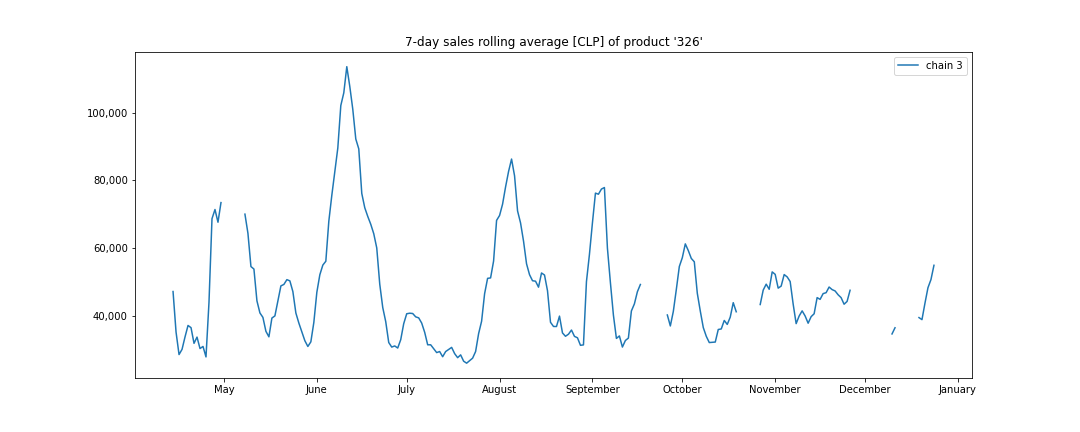 7-day sales rolling average [CLP] of product '326'
chain 3
100,000
80,000
60,000
40,000
May June July August September October November December January